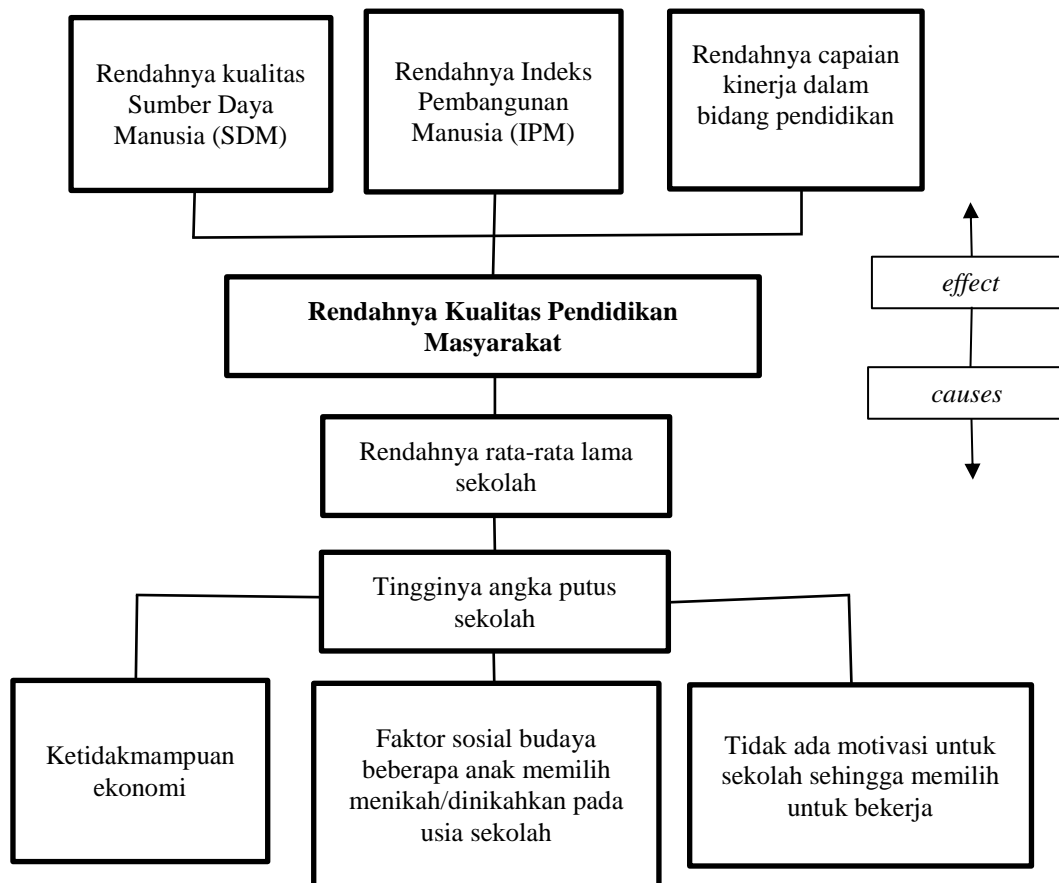 Rendahnya kualitas
Sumber Daya
Manusia (SDM)
Rendahnya Indeks
Pembangunan
Manusia (IPM)
Rendahnya capaian
kinerja dalam
bidang pendidikan
effect
Rendahnya Kualitas Pendidikan
Masyarakat
causes
Rendahnya rata-rata lama
sekolah
Tingginya angka putus
sekolah
Ketidakmampuan
ekonomi
Faktor sosial budaya
beberapa anak memilih
menikah/dinikahkan pada
usia sekolah
Tidak ada motivasi untuk
sekolah sehingga memilih
untuk bekerja